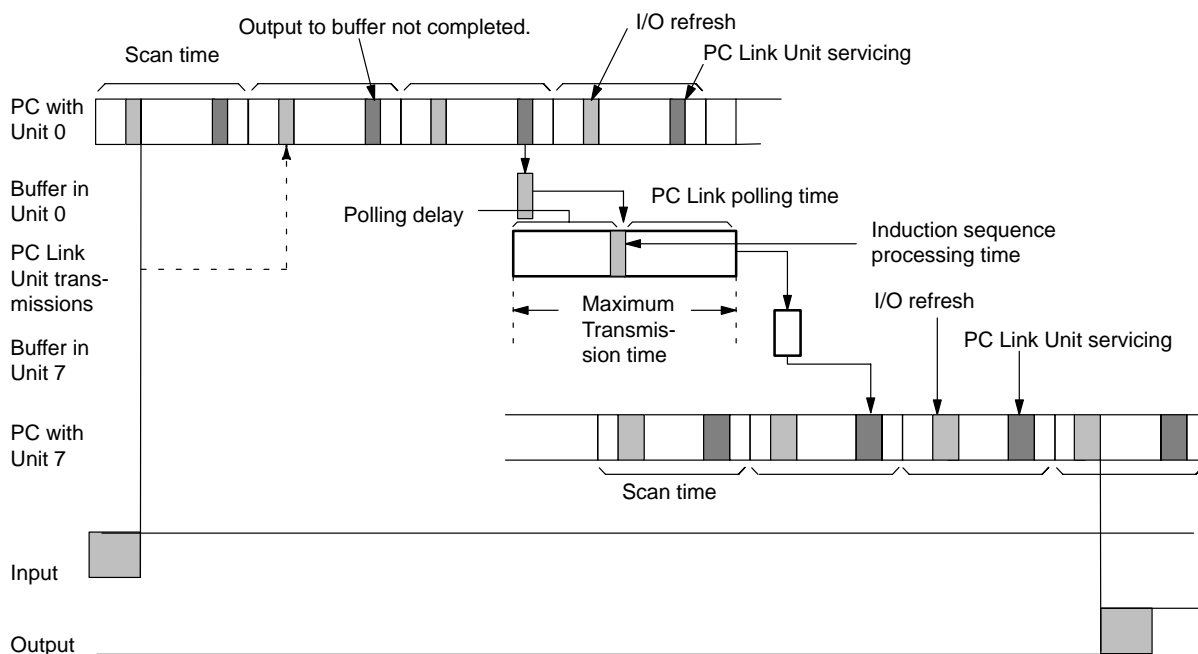 Output to buffer not completed.
I/O refresh
Scan time
PC Link Unit servicing
PC with
Unit 0
Buffer in
Unit 0
PC Link polling time
Polling delay
Induction sequence
processing time
PC Link
Unit trans-
missions
Maximum
Transmis-
sion time
I/O refresh
Buffer in
Unit 7
PC Link Unit servicing
PC with
Unit 7
Scan time
Input
Output